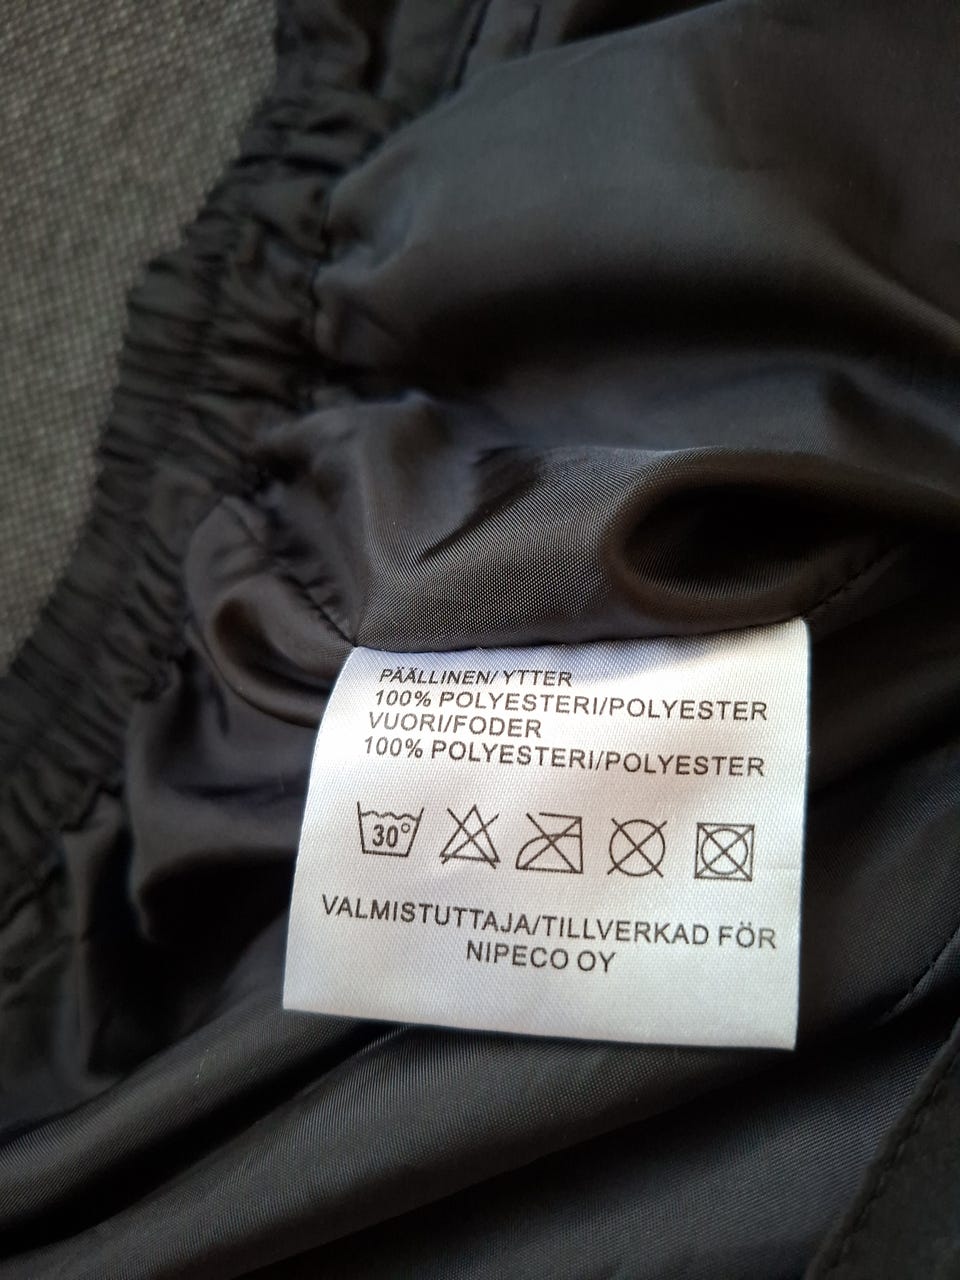 PÄÄLLINEN/YTTER
100% POLYESTERI/POLYESTER
VUORI/FODER
100% POLYESTERI/POLYESTER
30°
VALMISTUTTAJA/TILLVERKAD FÖR
NIPECO OY